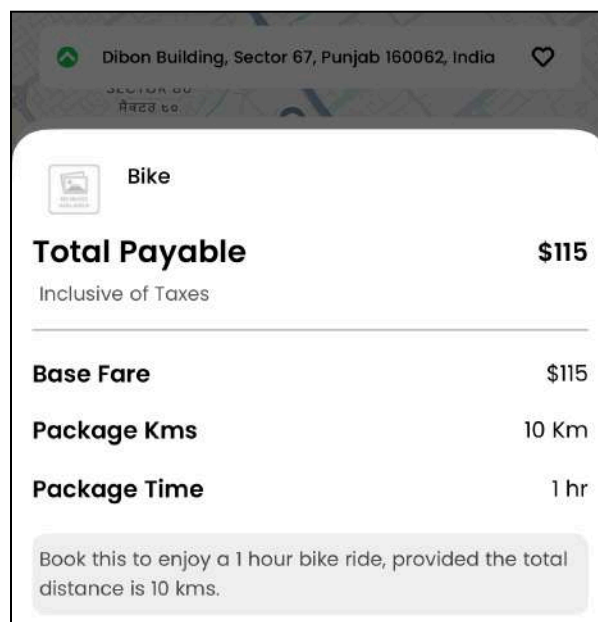 Dibon Building, Sector 67, Punjab 160062, India
ਸੈਕਟਰ ੮੦
Bike
Total Payable $115
Inclusive of Taxes
Base Fare $115
Package Kms 10 Km
Package Time 1 hr
Book this to enjoy a 1 hour bike ride, provided the total
distance is 10 kms.